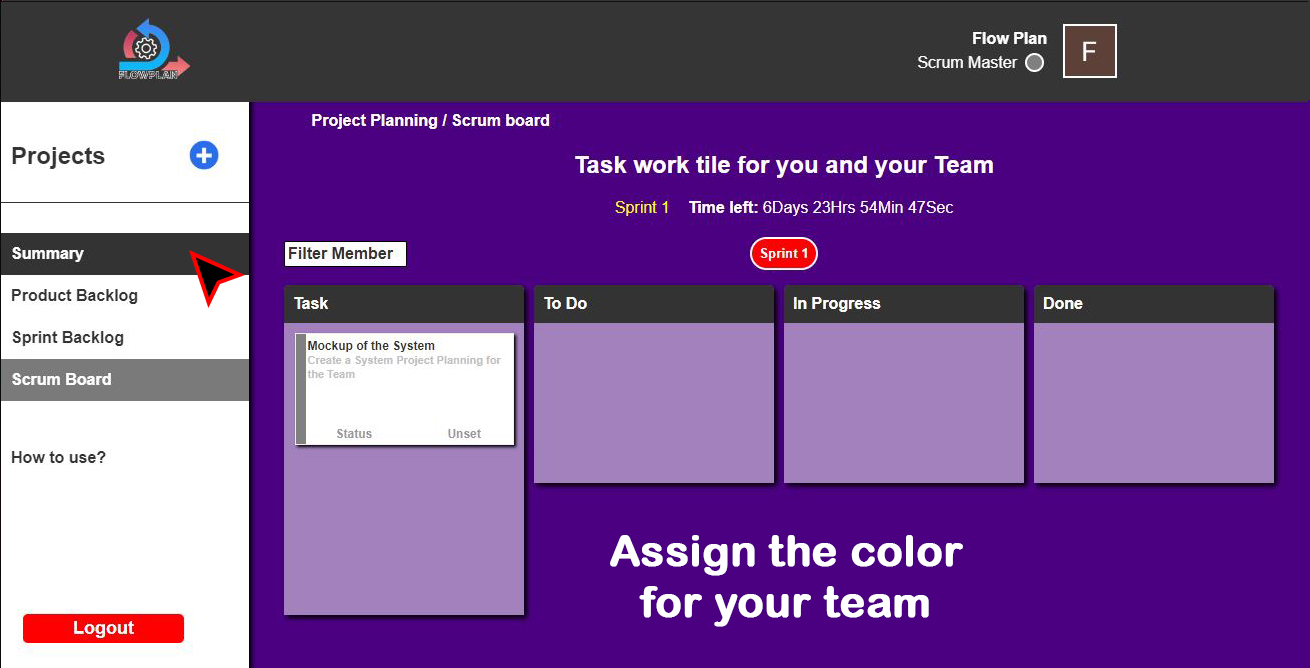 FLOWPLAN
Flow Plan
Scrum Master
F
Projects
Summary
Product Backlog
Sprint Backlog
Scrum Board
How to use?
Logout
Project Planning / Scrum board
Task work tile for you and your Team
Sprint 1 Time left: 6Days 23Hrs 54Min 47Sec
Filter Member
Sprint 1
Task
Mockup of the System
Create a System Project Planning for
the Team
Status Unset
To Do
In Progress
Done
Assign the color
for your team